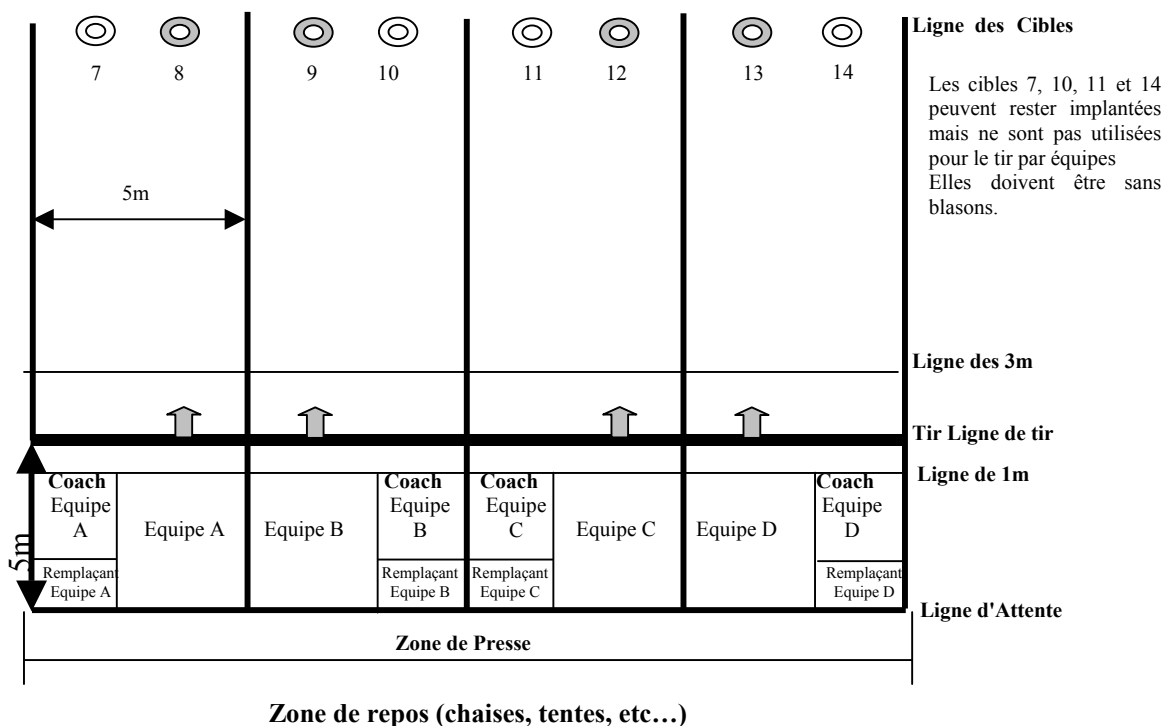 Ligne des Cibles
7 8 9 10 11 12 13 14
Les cibles 7, 10, 11 et 14
peuvent rester implantées
mais ne sont pas utilisées
pour le tir par équipes
Elles doivent être sans
blasons.
5m
Ligne des 3m
Tir Ligne de tir
Ligne de 1m
5m
Coach
Equipe
A
Remplaçant
Equipe A
Equipe A
Equipe B
Coach
Equipe
B
Remplaçant
Equipe B
Coach
Equipe
C
Remplaçant
Equipe C
Equipe C
Equipe D
Coach
Equipe
D
Remplaçant
Equipe D
Ligne d'Attente
Zone de Presse
Zone de repos (chaises, tentes, etc…)